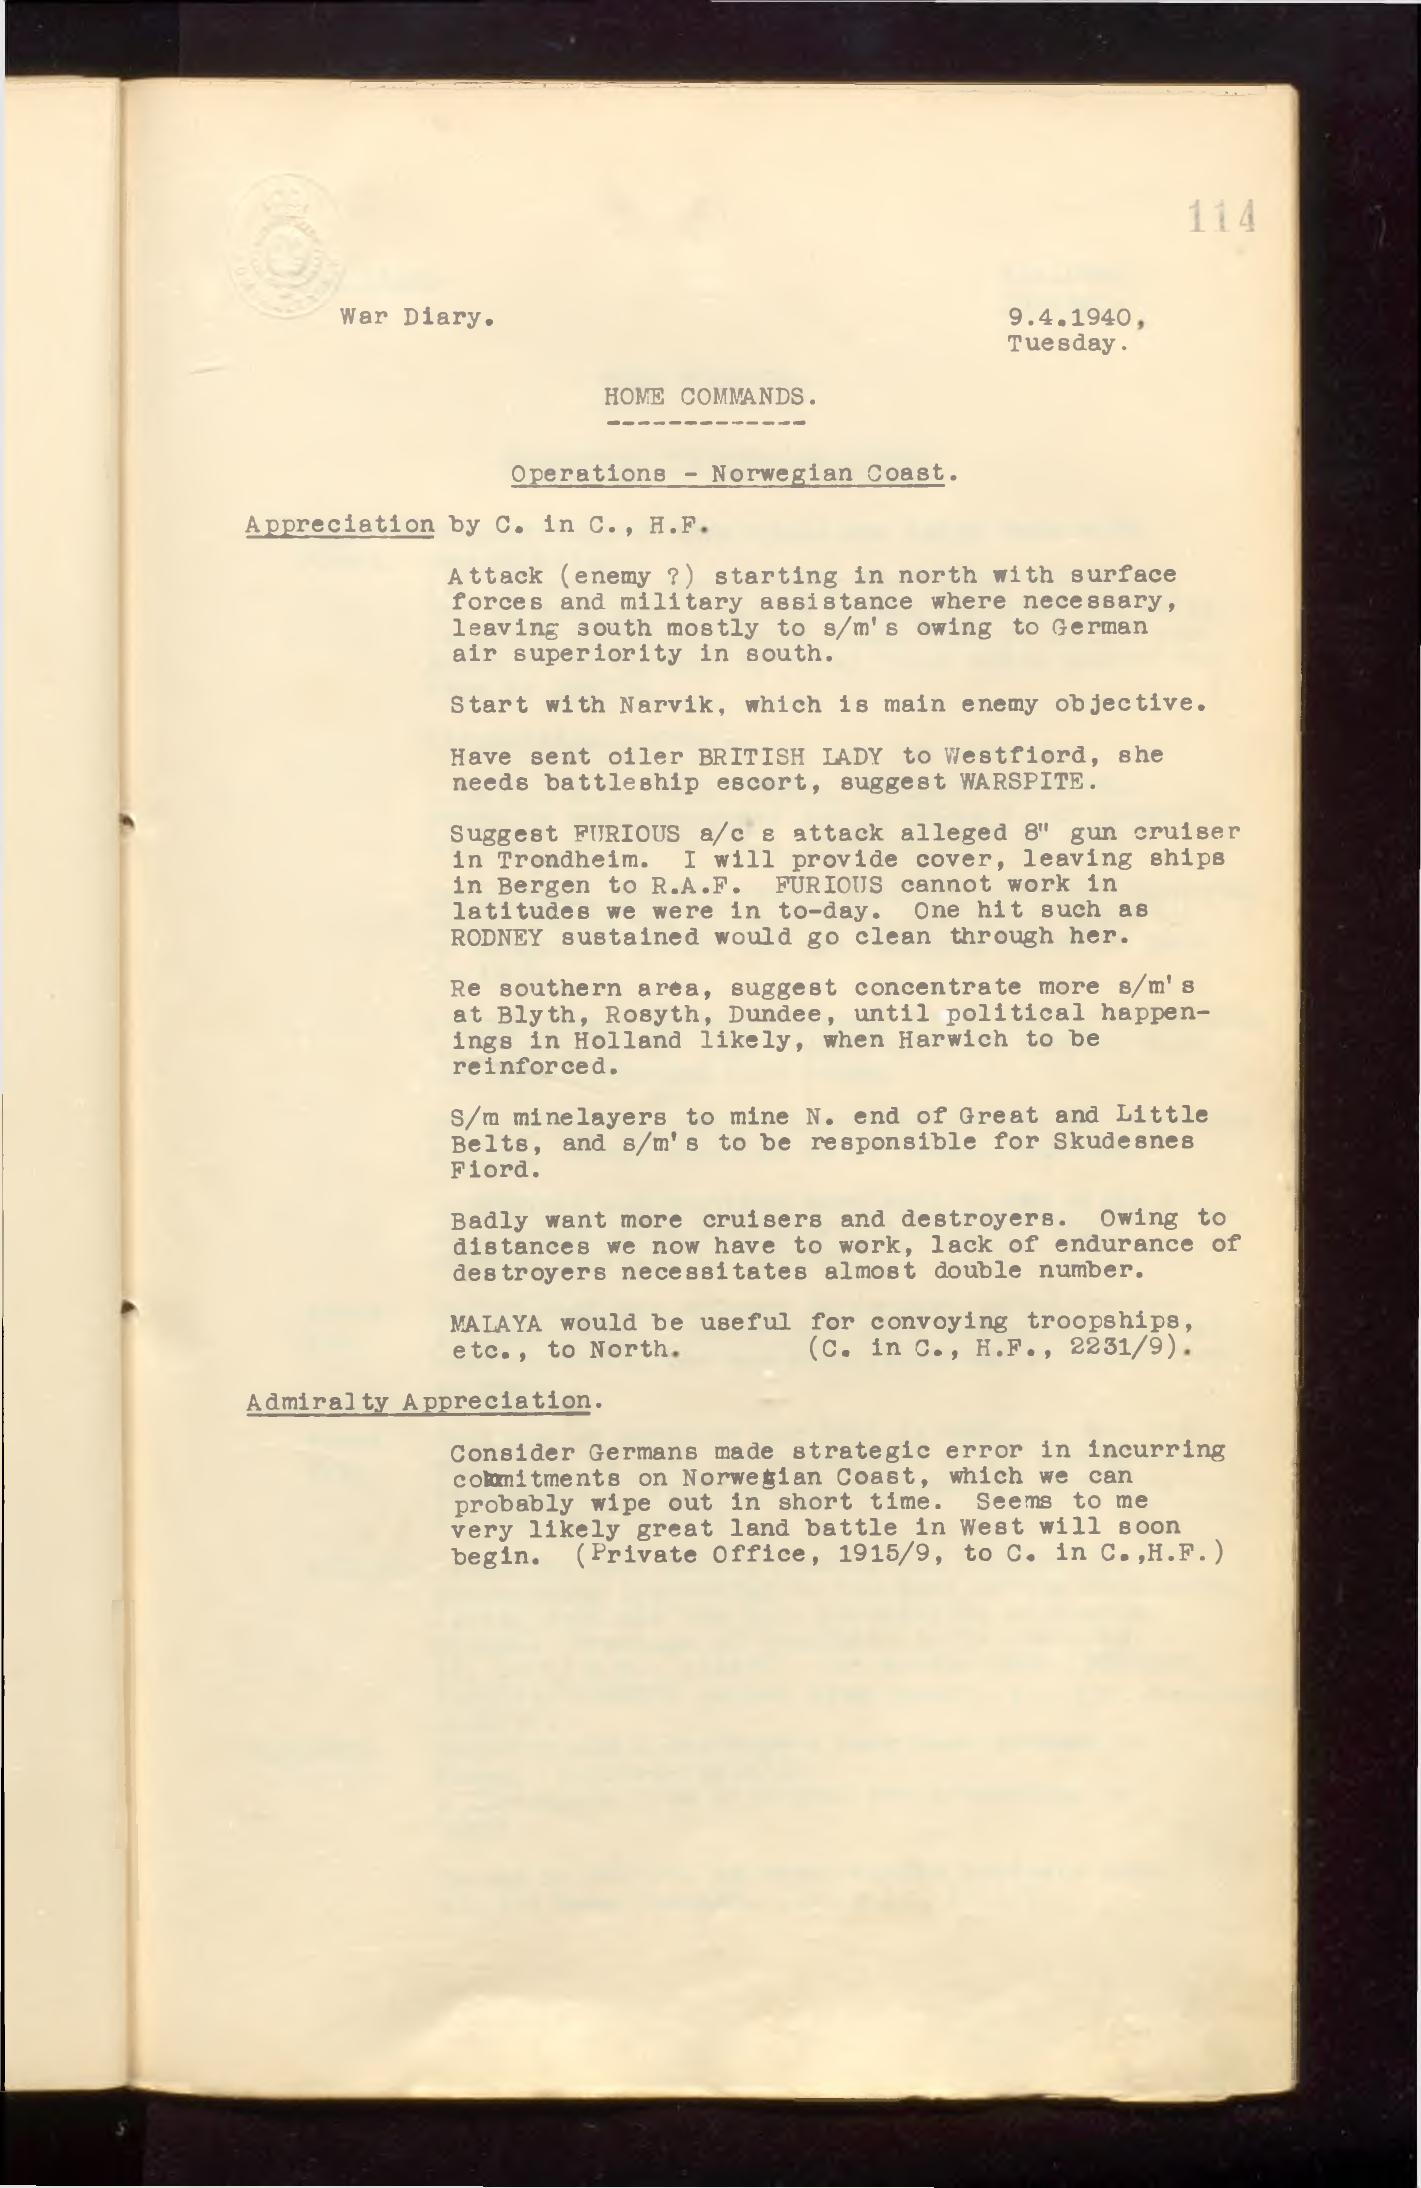 114
War Diary.
9.4.1940,
Tuesday.
HOME COMMANDS.
Operations - Norwegian Coast.
Appreciation by C. in C., H.F.
Attack (enemy ?) starting in north with surface
forces and military assistance where necessary,
leaving south mostly to s/m's owing to German
air superiority in south.
Start with Narvik, which is main enemy objective.
Have sent oiler BRITISH LADY to Westfiord, she
needs battleship escort, suggest WARSPITE.
Suggest FURIOUS a/c s attack alleged 8" gun cruiser
in Trondheim. I will provide cover, leaving ships
in Bergen to R.A.F. FURIOUS cannot work in
latitudes we were in to-day. One hit such as
RODNEY sustained would go clean through her.
Re southern area, suggest concentrate more s/m's
at Blyth, Rosyth, Dundee, until political happen-
ings in Holland likely, when Harwich to be
reinforced.
S/m minelayers to mine N. end of Great and Little
Belts, and s/m's to be responsible for Skudesnes
Fiord.
Badly want more cruisers and destroyers. Owing to
distances we now have to work, lack of endurance of
destroyers necessitates almost double number.
MALAYA would be useful for convoying troopships,
etc., to North. (C. in C., H.F., 2231/9).
Admiralty Appreciation.
Consider Germans made strategic error in incurring
commitments on Norwegian Coast, which we can
probably wipe out in short time. Seems to me
very likely great land battle in West will soon
begin. (Private Office, 1915/9, to C. in C.,H.F.)